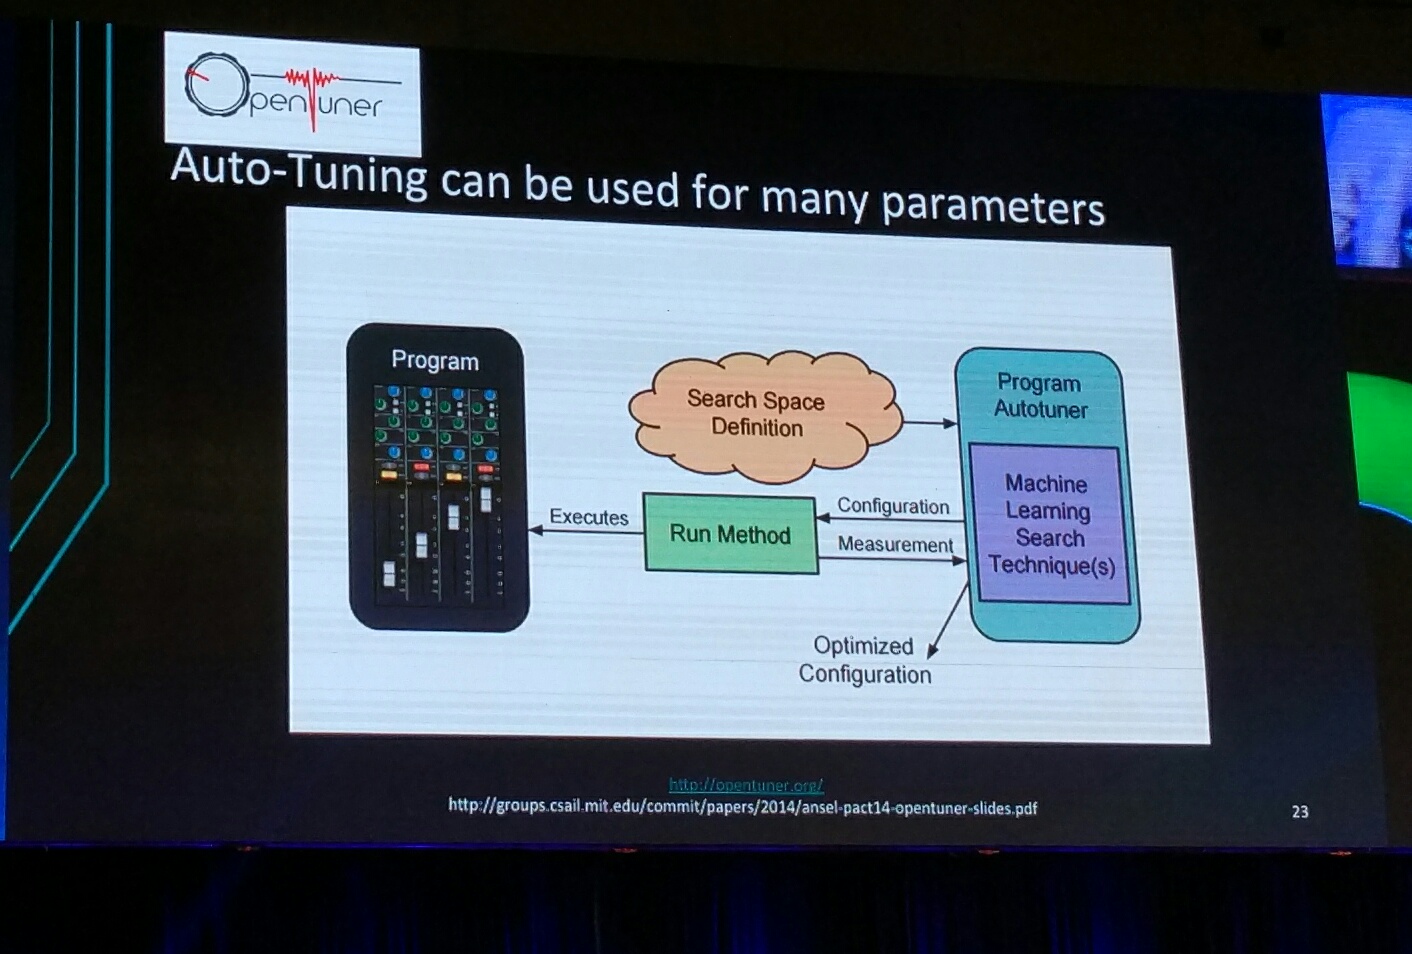 OpenTuner
Auto-Tuning can be used for many parameters
Program
Search Space
Definition
Program
Autotuner
Machine
Learning
Search
Technique(s)
Executes
Run Method
Configuration
Measurement
Optimized
Configuration
http://opentuner.org/
http://groups.csail.mit.edu/commit/papers/2014/ansel-pact14-opentuner-slides.pdf
23